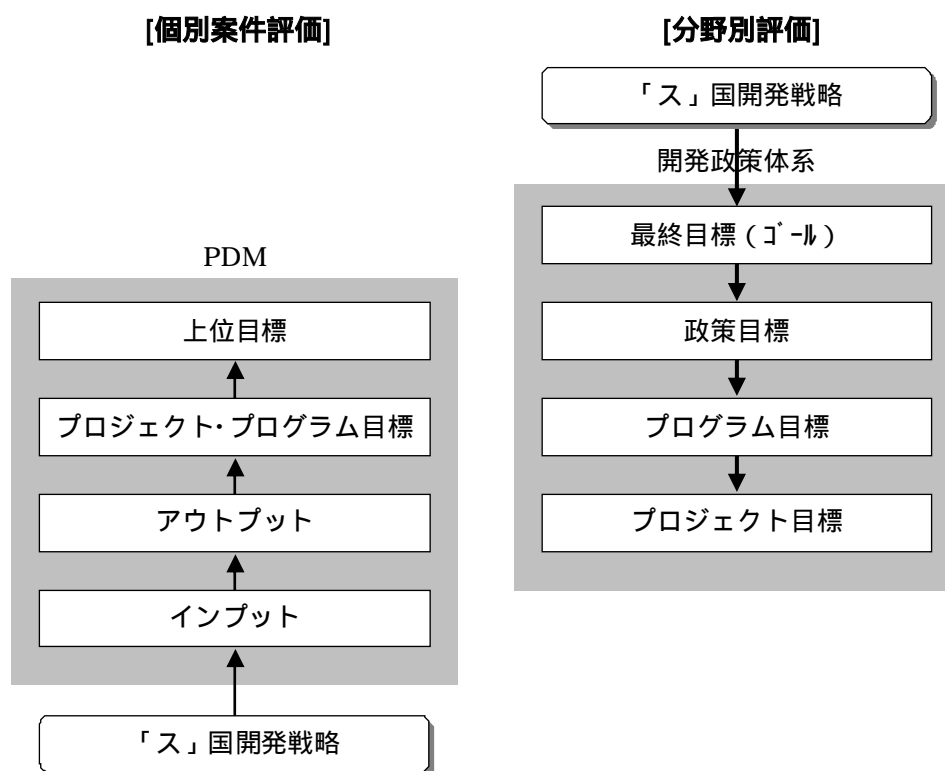 [個別案件評価]
PDM
上位目標
プロジェクト・プログラム目標
アウトプット
インプット
「ス」国開発戦略
[分野別評価]
「ス」国開発戦略
開発政策体系
最終目標(ｺﾞｰﾙ)
政策目標
プログラム目標
プロジェクト目標